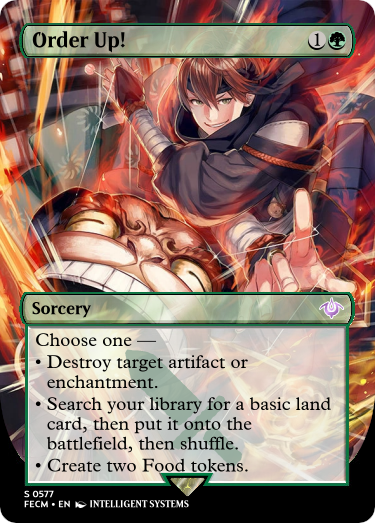 Order Up! 1
Sorcery
Choose one —
• Destroy target artifact or
enchantment.
• Search your library for a basic land
card, then put it onto the
battlefield, then shuffle.
• Create two Food tokens.
S 0577
FECM • EN INTELLIGENT SYSTEMS